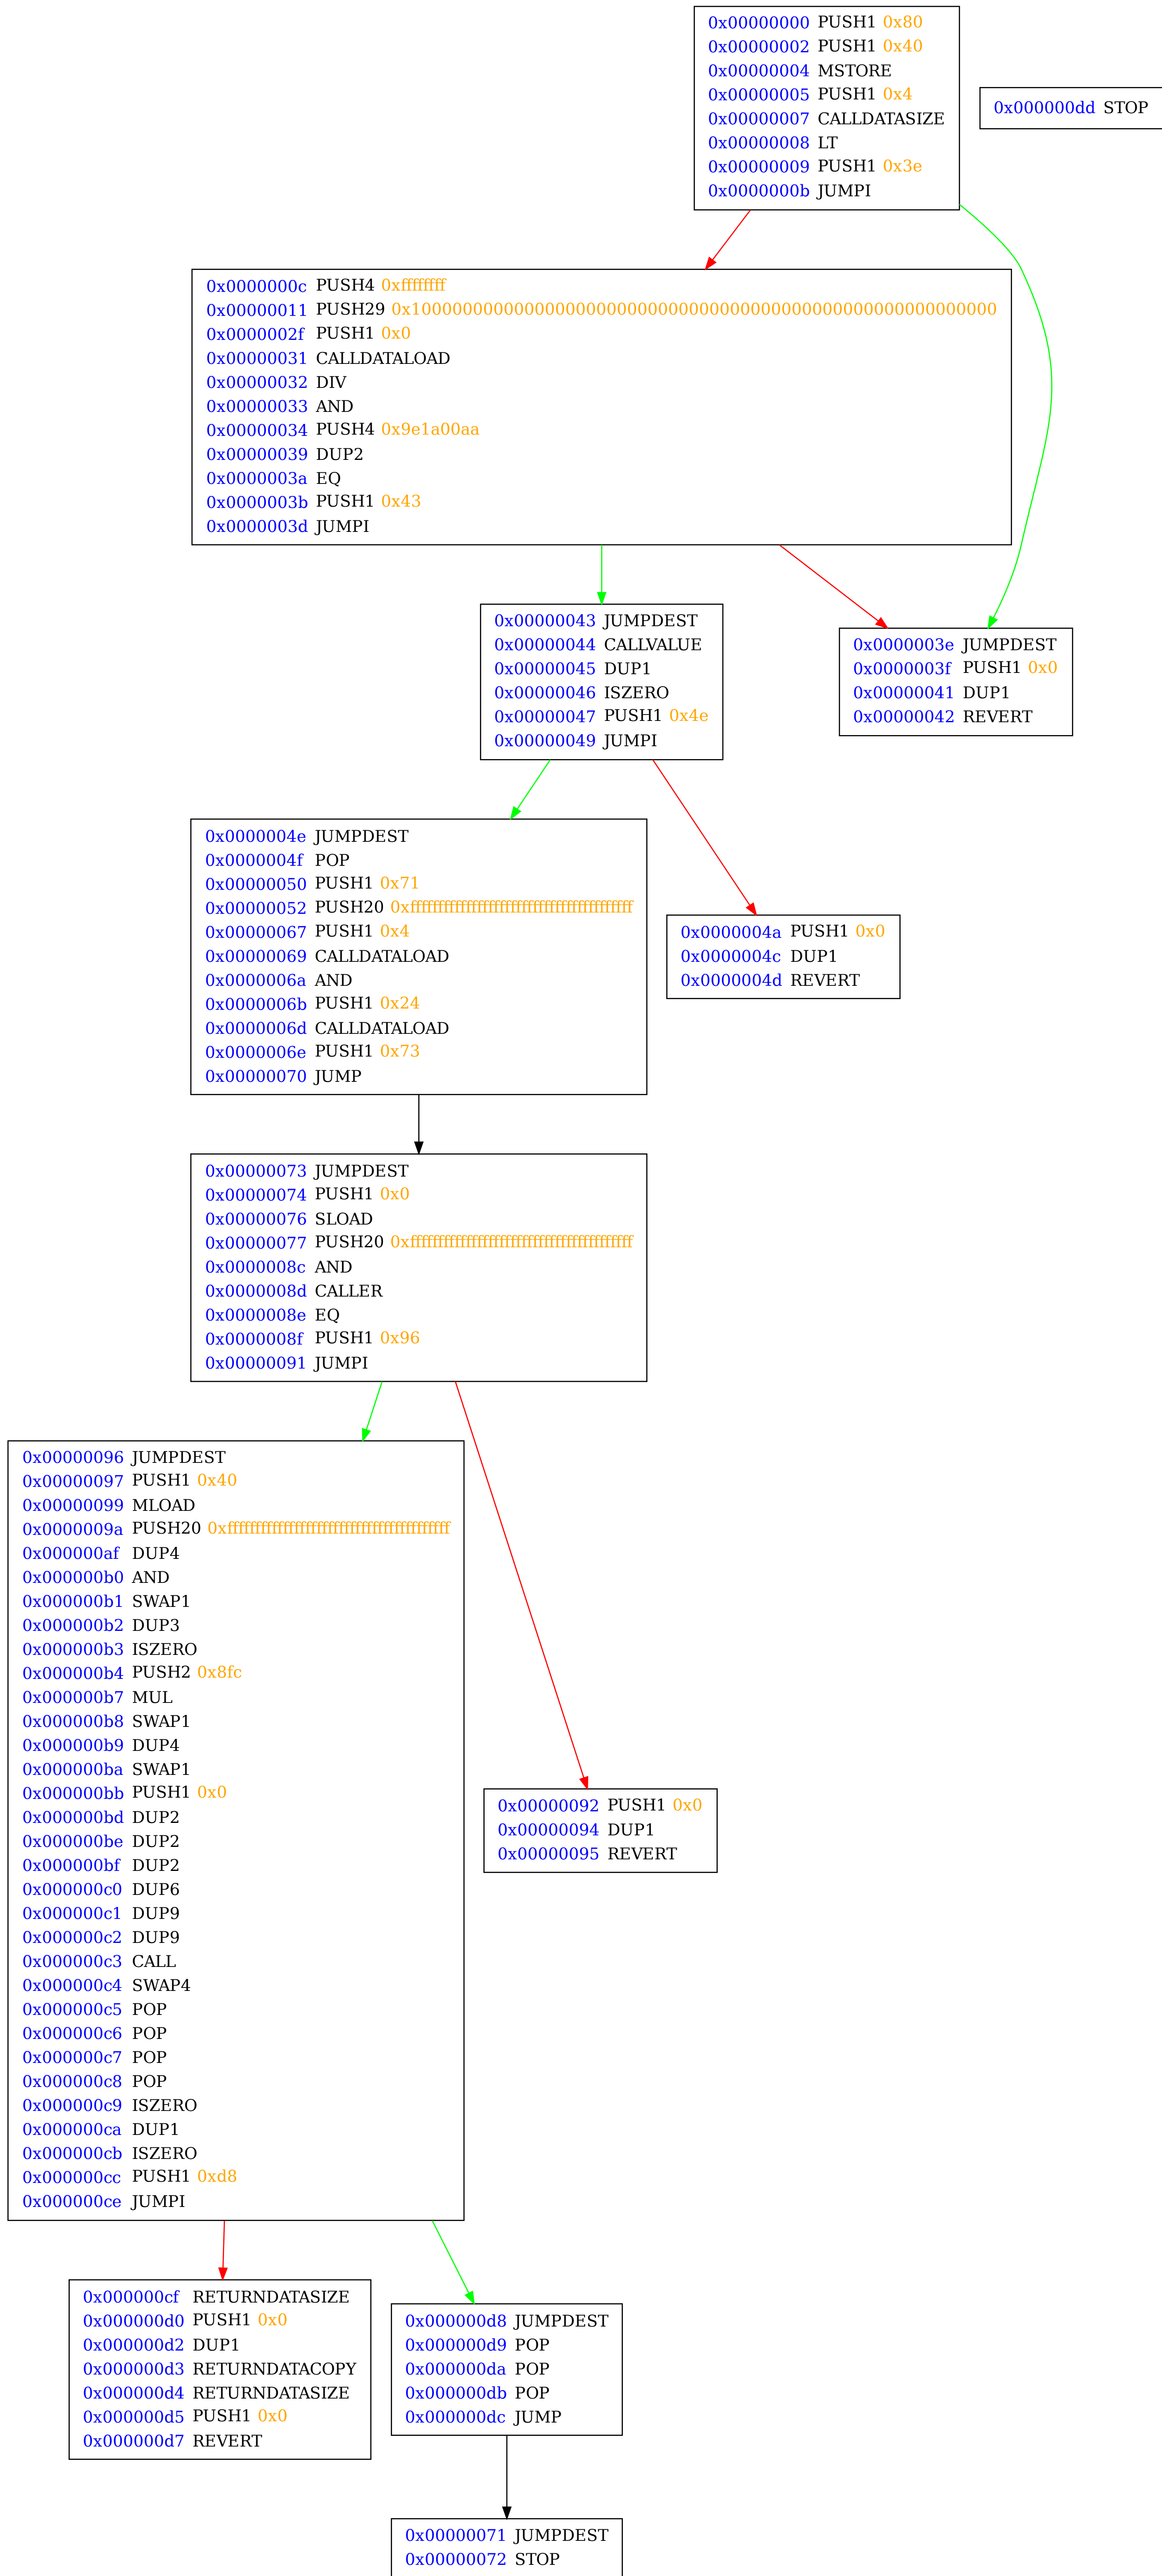 0x00000000 PUSH1 0x80
0x00000002 PUSH1 0x40
0x00000004 MSTORE
0x00000005 PUSH1 0x4
0x00000007 CALLDATASIZE
0x00000008 LT
0x00000009 PUSH1 0x3e
0x0000000b JUMPI
0x000000dd STOP
0x0000000c PUSH4 0xffffffff
0x00000011 PUSH29 0x100000000000000000000000000000000000000000000000000000000
0x0000002f PUSH1 0x0
0x00000031 CALLDATALOAD
0x00000032 DIV
0x00000033 AND
0x00000034 PUSH4 0x9e1a00aa
0x00000039 DUP2
0x0000003a EQ
0x0000003b PUSH1 0x43
0x0000003d JUMPI
0x00000043 JUMPDEST
0x00000044 CALLVALUE
0x00000045 DUP1
0x00000046 ISZERO
0x00000047 PUSH1 0x4e
0x00000049 JUMPI
0x0000003e JUMPDEST
0x0000003f PUSH1 0x0
0x00000041 DUP1
0x00000042 REVERT
0x0000004e JUMPDEST
0x0000004f POP
0x00000050 PUSH1 0x71
0x00000052 PUSH20 0xffffffffffffffffffffffffffffffffffffffff
0x00000067 PUSH1 0x4
0x00000069 CALLDATALOAD
0x0000006a AND
0x0000006b PUSH1 0x24
0x0000006d CALLDATALOAD
0x0000006e PUSH1 0x73
0x00000070 JUMP
0x0000004a PUSH1 0x0
0x0000004c DUP1
0x0000004d REVERT
0x00000073 JUMPDEST
0x00000074 PUSH1 0x0
0x00000076 SLOAD
0x00000077 PUSH20 0xffffffffffffffffffffffffffffffffffffffff
0x0000008c AND
0x0000008d CALLER
0x0000008e EQ
0x0000008f PUSH1 0x96
0x00000091 JUMPI
0x00000096 JUMPDEST
0x00000097 PUSH1 0x40
0x00000099 MLOAD
0x0000009a PUSH20 0xffffffffffffffffffffffffffffffffffffffff
0x000000af DUP4
0x000000b0 AND
0x000000b1 SWAP1
0x000000b2 DUP3
0x000000b3 ISZERO
0x000000b4 PUSH2 0x8fc
0x000000b7 MUL
0x000000b8 SWAP1
0x000000b9 DUP4
0x000000ba SWAP1
0x000000bb PUSH1 0x0
0x000000bd DUP2
0x000000be DUP2
0x000000bf DUP2
0x000000c0 DUP6
0x000000c1 DUP9
0x000000c2 DUP9
0x000000c3 CALL
0x000000c4 SWAP4
0x000000c5 POP
0x000000c6 POP
0x000000c7 POP
0x000000c8 POP
0x000000c9 ISZERO
0x000000ca DUP1
0x000000cb ISZERO
0x000000cc PUSH1 0xd8
0x000000ce JUMPI
0x00000092 PUSH1 0x0
0x00000094 DUP1
0x00000095 REVERT
0x000000cf RETURNDATASIZE
0x000000d0 PUSH1 0x0
0x000000d2 DUP1
0x000000d3 RETURNDATACOPY
0x000000d4 RETURNDATASIZE
0x000000d5 PUSH1 0x0
0x000000d7 REVERT
0x000000d8 JUMPDEST
0x000000d9 POP
0x000000da POP
0x000000db POP
0x000000dc JUMP
0x00000071 JUMPDEST
0x00000072 STOP